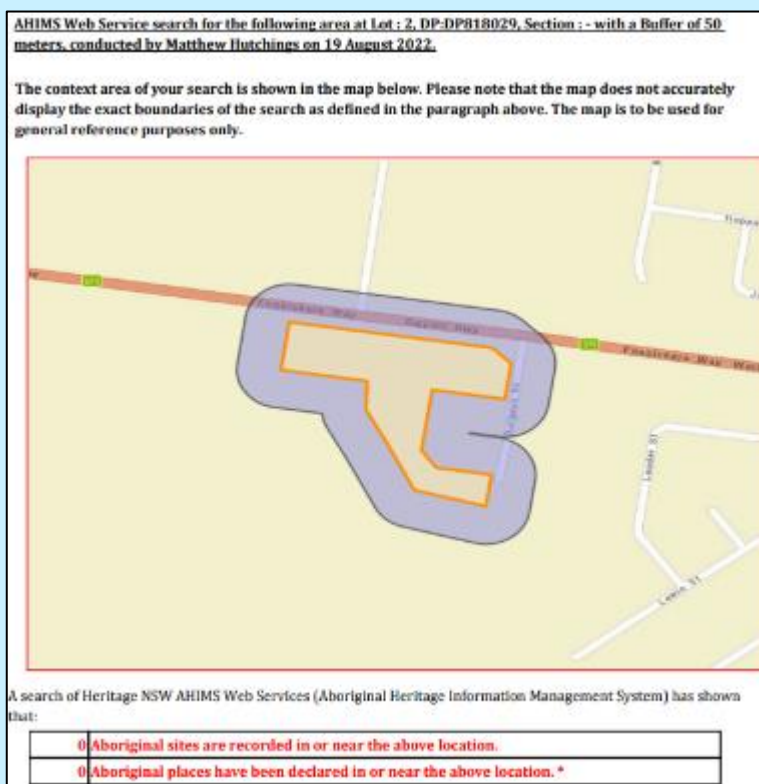 AHIMS Web Service search for the following area at Lot : 2, DP:DP818029, Section : - with a Buffer of 50
meters, conducted by Matthew Hutchings on 19 August 2022.
The context area of your search is shown in the map below. Please note that the map does not accurately
display the exact boundaries of the search as defined in the paragraph above. The map is to be used for
general reference purposes only.
Leader St
A search of Heritage NSW AHIMS Web Services (Aboriginal Heritage Information Management System) has shown
that:
0 Aboriginal sites are recorded in or near the above location.
0 Aboriginal places have been declared in or near the above location. *